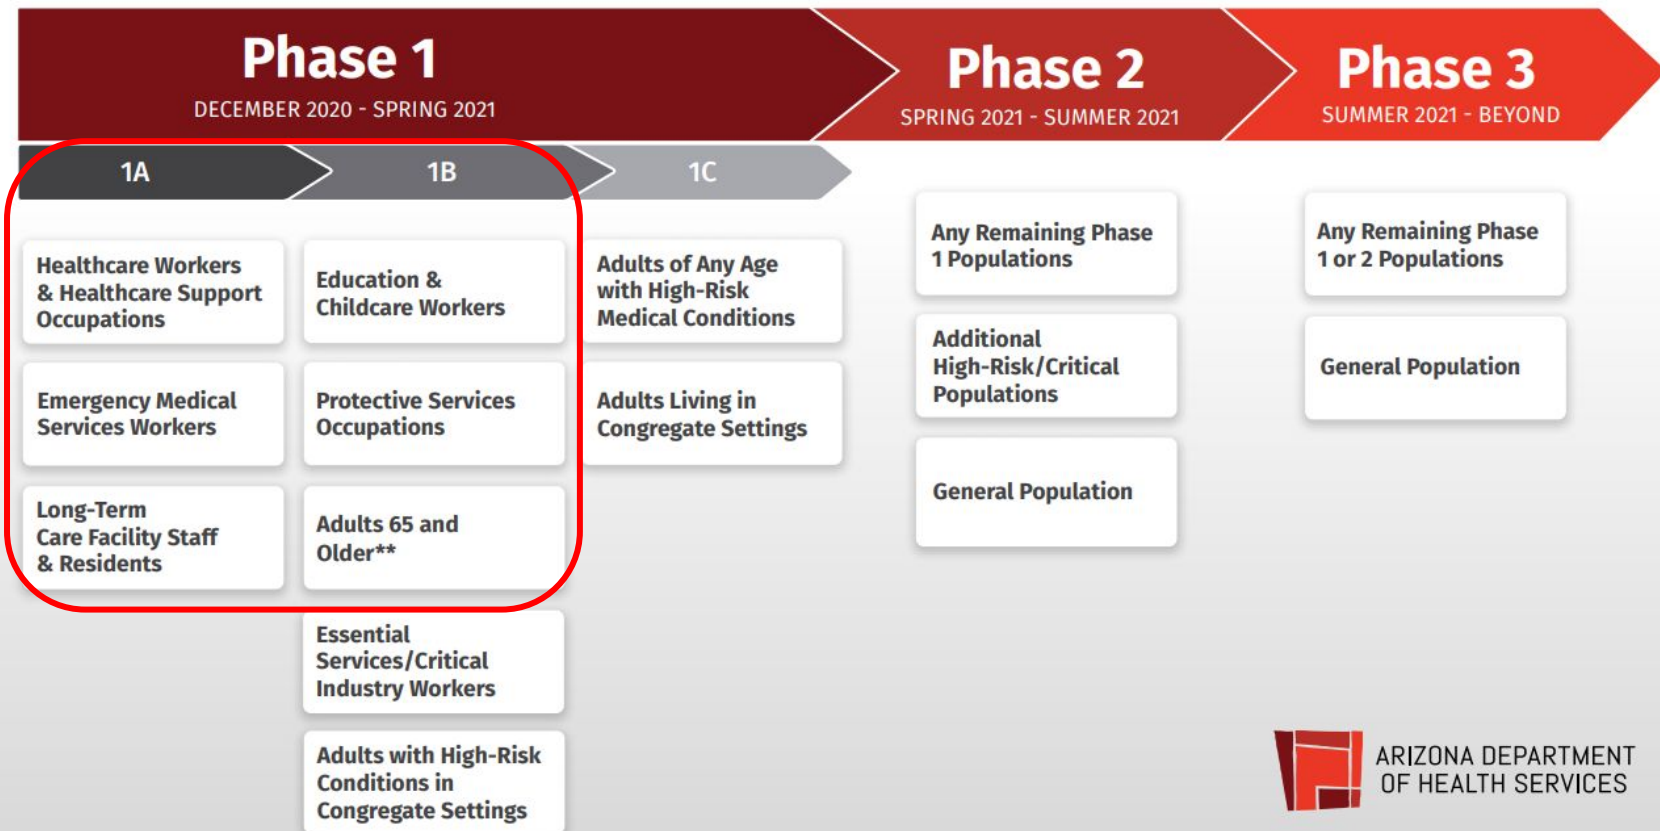 Phase 1
DECEMBER 2020 - SPRING 2021
Phase 2
SPRING 2021 - SUMMER 2021
Phase 3
SUMMER 2021 - BEYOND
1A
1B
1C
Healthcare Workers
& Healthcare Support
Occupations
Emergency Medical
Services Workers
Long-Term
Care Facility Staff
& Residents
Education &
Childcare Workers
Protective Services
Occupations
Adults 65 and
Older**
Essential
Services/Critical
Industry Workers
Adults with High-Risk
Conditions in
Congregate Settings
Adults of Any Age
with High-Risk
Medical Conditions
Adults Living in
Congregate Settings
Any Remaining Phase
1 Populations
Additional
High-Risk/Critical
Populations
General Population
Any Remaining Phase
1 or 2 Populations
General Population
ARIZONA DEPARTMENT
OF HEALTH SERVICES